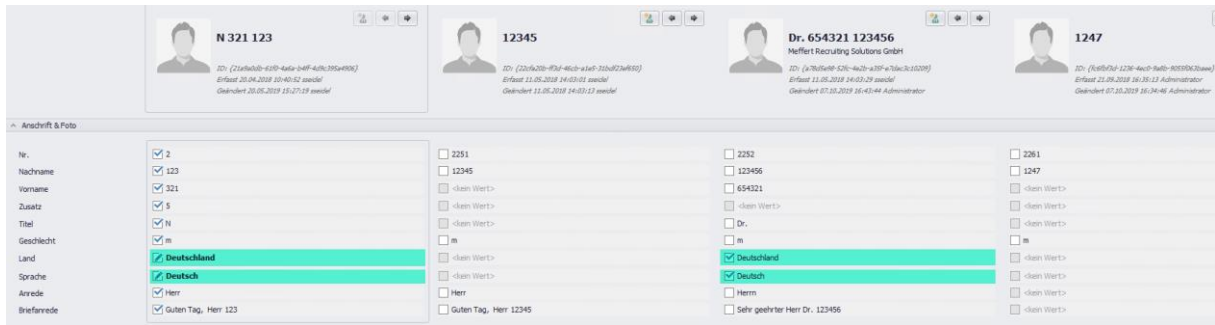 N 321 123
12345
Dr. 654321 123456
1247
Meffert Recruiting Solutions GmbH
Erfasst 20.04.2018 10:40:52 sseidel
Erfasst 11.05.2018 14:03:01 sseidel
Erfasst 11.05.2018 14:03:29 sseidel
Erfasst 21.09.2018 16:35:13 Administrator
Geändert 20.05.2019 15:27:19 sseidel
Geändert 11.05.2018 14:03:13 sseidel
Geändert 07.10.2019 16:43:44 Administrator
Geändert 07.10.2019 16:34:46 Administrator
Anschrift & Foto
Nr. 2 2251 2252 2261
Nachname 123 12345 123456 1247
Vorname 321 <kein Wert> 654321 <kein Wert>
Zusatz 5 <kein Wert> <kein Wert> <kein Wert>
Titel N <kein Wert> Dr. <kein Wert>
Geschlecht m m m m
Land Deutschland <kein Wert> Deutschland <kein Wert>
Sprache Deutsch <kein Wert> Deutsch <kein Wert>
Anrede Herr Herr Herrn <kein Wert>
Briefanrede Guten Tag, Herr 123 Guten Tag, Herr 12345 Sehr geehrter Herr Dr. 123456 <kein Wert>